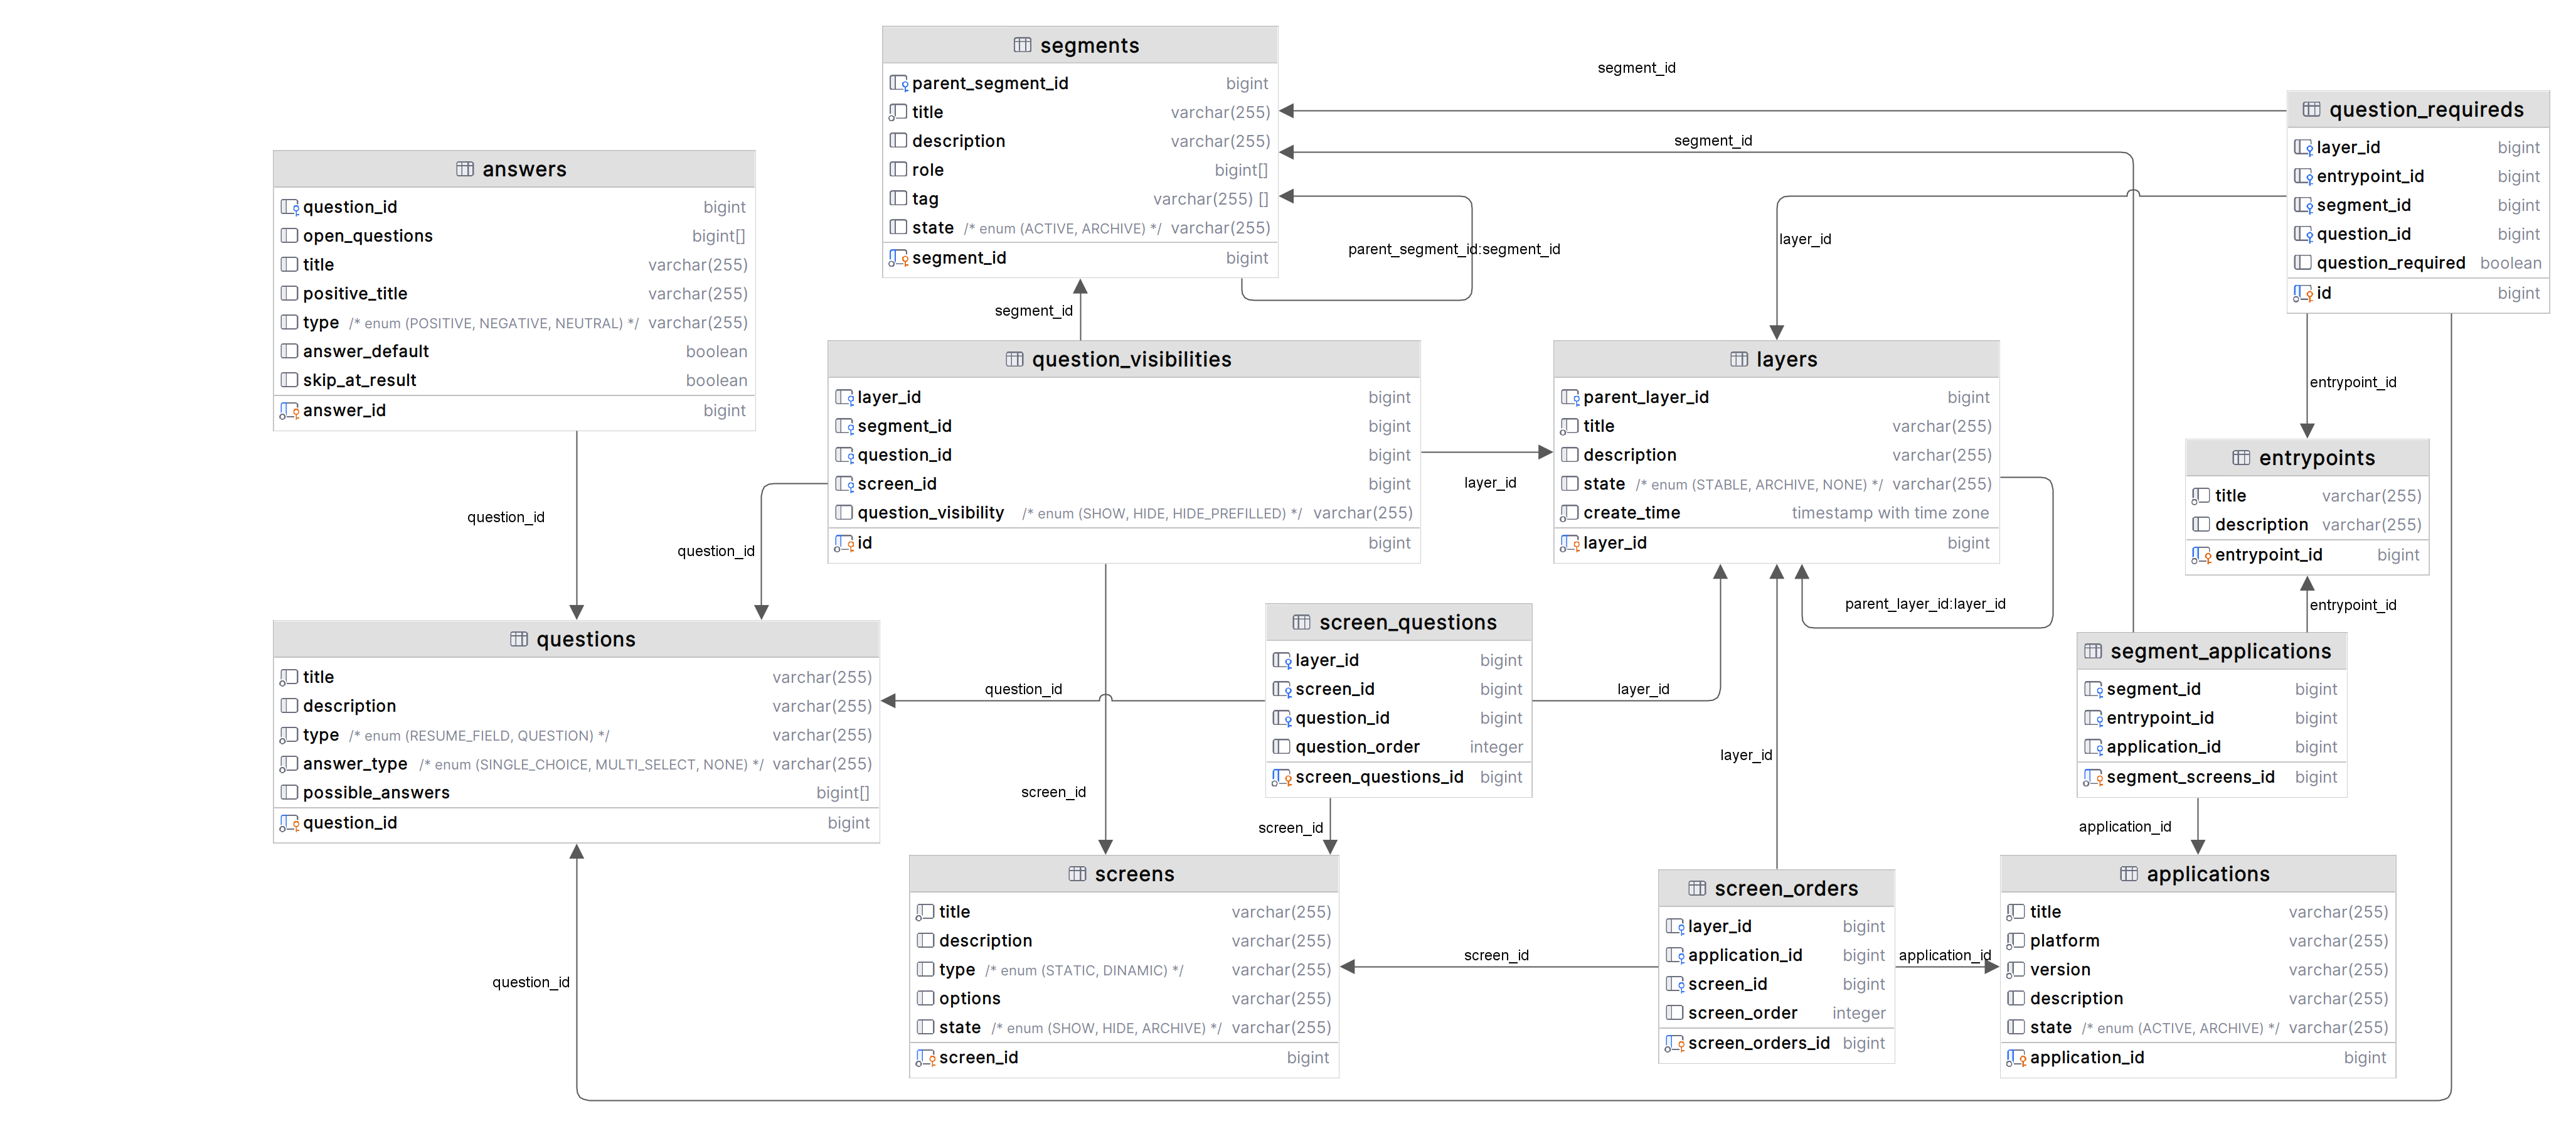 segments
parent_segment_id bigint
title varchar(255)
description varchar(255)
role bigint[]
tag varchar(255) []
state /* enum (ACTIVE, ARCHIVE) */ varchar(255)
segment_id bigint
segment_id
segment_id
parent_segment_id:segment_id
segment_id
question_requireds
layer_id bigint
entrypoint_id bigint
segment_id bigint
question_id bigint
question_required boolean
id bigint
layer_id
entrypoint_id
answers
question_id bigint
open_questions bigint[]
title varchar(255)
positive_title varchar(255)
type /* enum (POSITIVE, NEGATIVE, NEUTRAL) */ varchar(255)
answer_default boolean
skip_at_result boolean
answer_id bigint
question_id
question_visibilities
layer_id bigint
segment_id bigint
question_id bigint
screen_id bigint
question_visibility /* enum (SHOW, HIDE, HIDE_PREFILLED) */ varchar(255)
id bigint
question_id
layer_id
layers
parent_layer_id bigint
title varchar(255)
description varchar(255)
state /* enum (STABLE, ARCHIVE, NONE) */ varchar(255)
create_time timestamp with time zone
layer_id bigint
parent_layer_id:layer_id
entrypoints
title varchar(255)
description varchar(255)
entrypoint_id bigint
entrypoint_id
questions
title varchar(255)
description varchar(255)
type /* enum (RESUME_FIELD, QUESTION) */ varchar(255)
answer_type /* enum (SINGLE_CHOICE, MULTI_SELECT, NONE) */ varchar(255)
possible_answers bigint[]
question_id bigint
question_id
screen_questions
layer_id bigint
screen_id bigint
question_id bigint
question_order integer
screen_questions_id bigint
layer_id
layer_id
screen_id
screen_id
segment_applications
segment_id bigint
entrypoint_id bigint
application_id bigint
segment_screens_id bigint
application_id
screens
title varchar(255)
description varchar(255)
type /* enum (STATIC, DINAMIC) */ varchar(255)
options varchar(255)
state /* enum (SHOW, HIDE, ARCHIVE) */ varchar(255)
screen_id bigint
screen_id
screen_orders
layer_id bigint
application_id bigint
screen_id bigint
screen_order integer
screen_orders_id bigint
application_id
applications
title varchar(255)
platform varchar(255)
version varchar(255)
description varchar(255)
state /* enum (ACTIVE, ARCHIVE) */ varchar(255)
application_id bigint
question_id